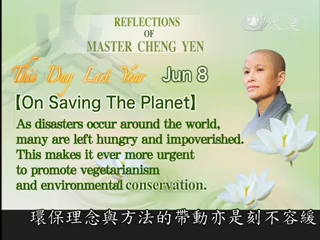 REFLECTIONS
OF
MASTER CHENG YEN
大愛
This Day Last Year Jun 8
【On Saving The Planet】
As disasters occur around the world,
many are left hungry and impoverished.
This makes it ever more urgent
to promote vegetarianism
and environmental conservation.
環保理念與方法的帶動亦是刻不容緩